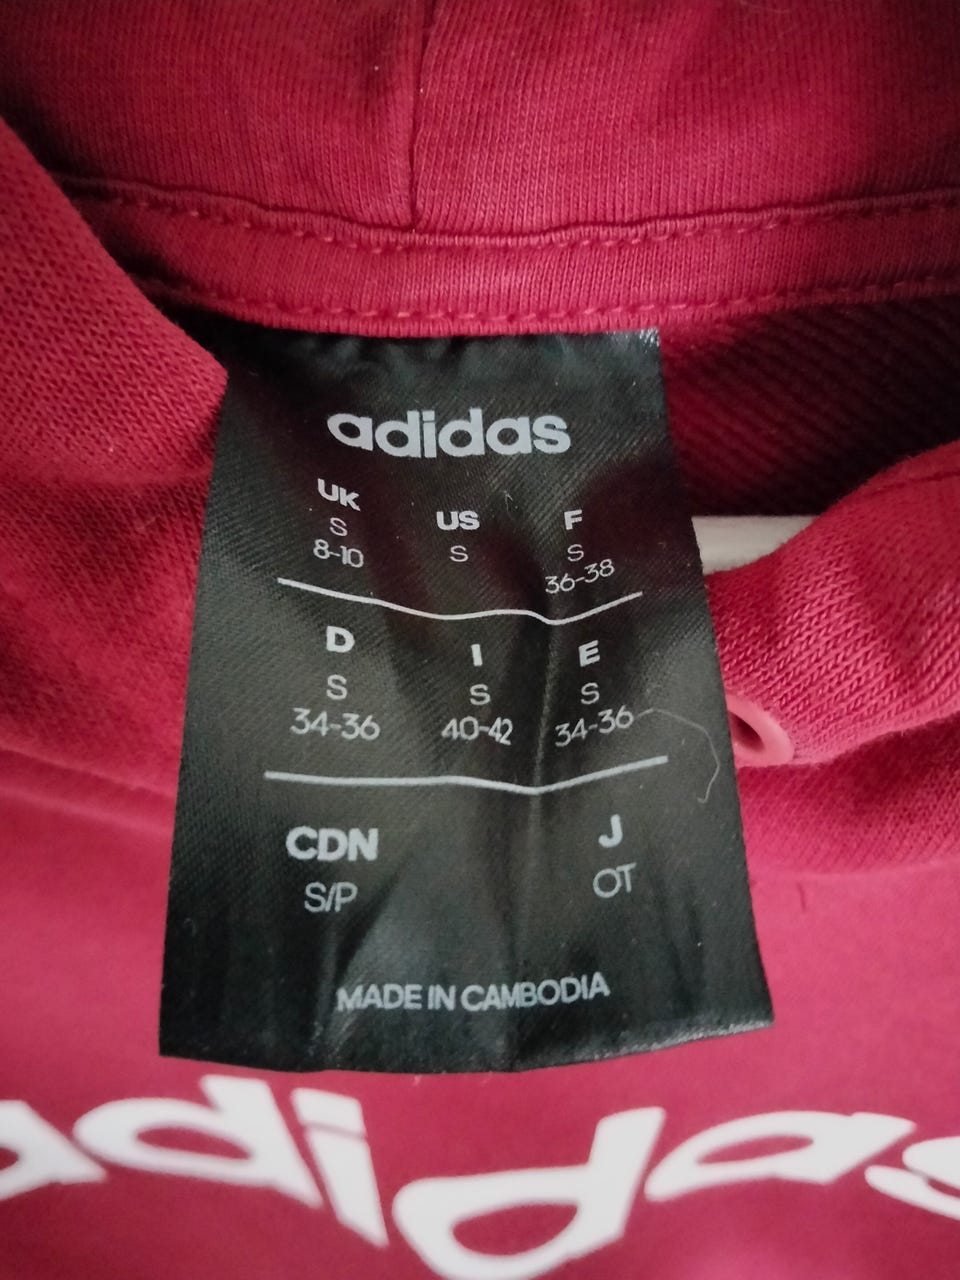 adidas
UK US F
S S S
8-10 36-38
D I E
S S S
34-36 40-42 34-36
CDN J
S/P OT
MADE IN CAMBODIA
adidas